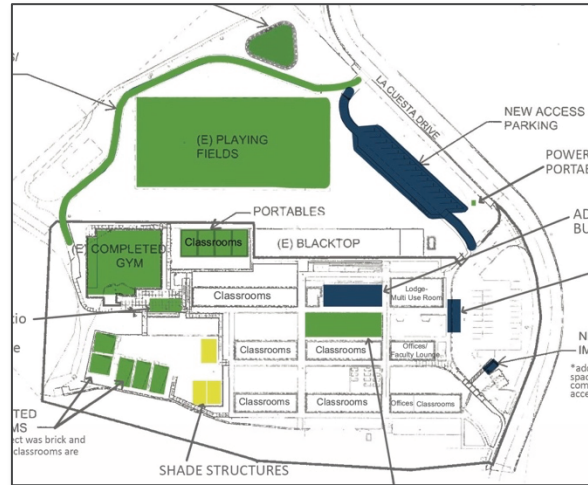 S/
LA CUESTA DRIVE
NEW ACCESS
PARKING
(E) PLAYING
FIELDS
POWER
PORTAB
PORTABLES
AD
BU
(E) COMPLETED
GYM
Classrooms
(E) BLACKTOP
Lodge-
Multi Use Room
Classrooms
Classrooms
tio
e
Classrooms
Classrooms
Offices/
Faculty Lounge
N
IM
*add
spac
com
acce
Classrooms
Classrooms
Offices
Classrooms
TED
MS
ect was brick and
classrooms are
SHADE STRUCTURES